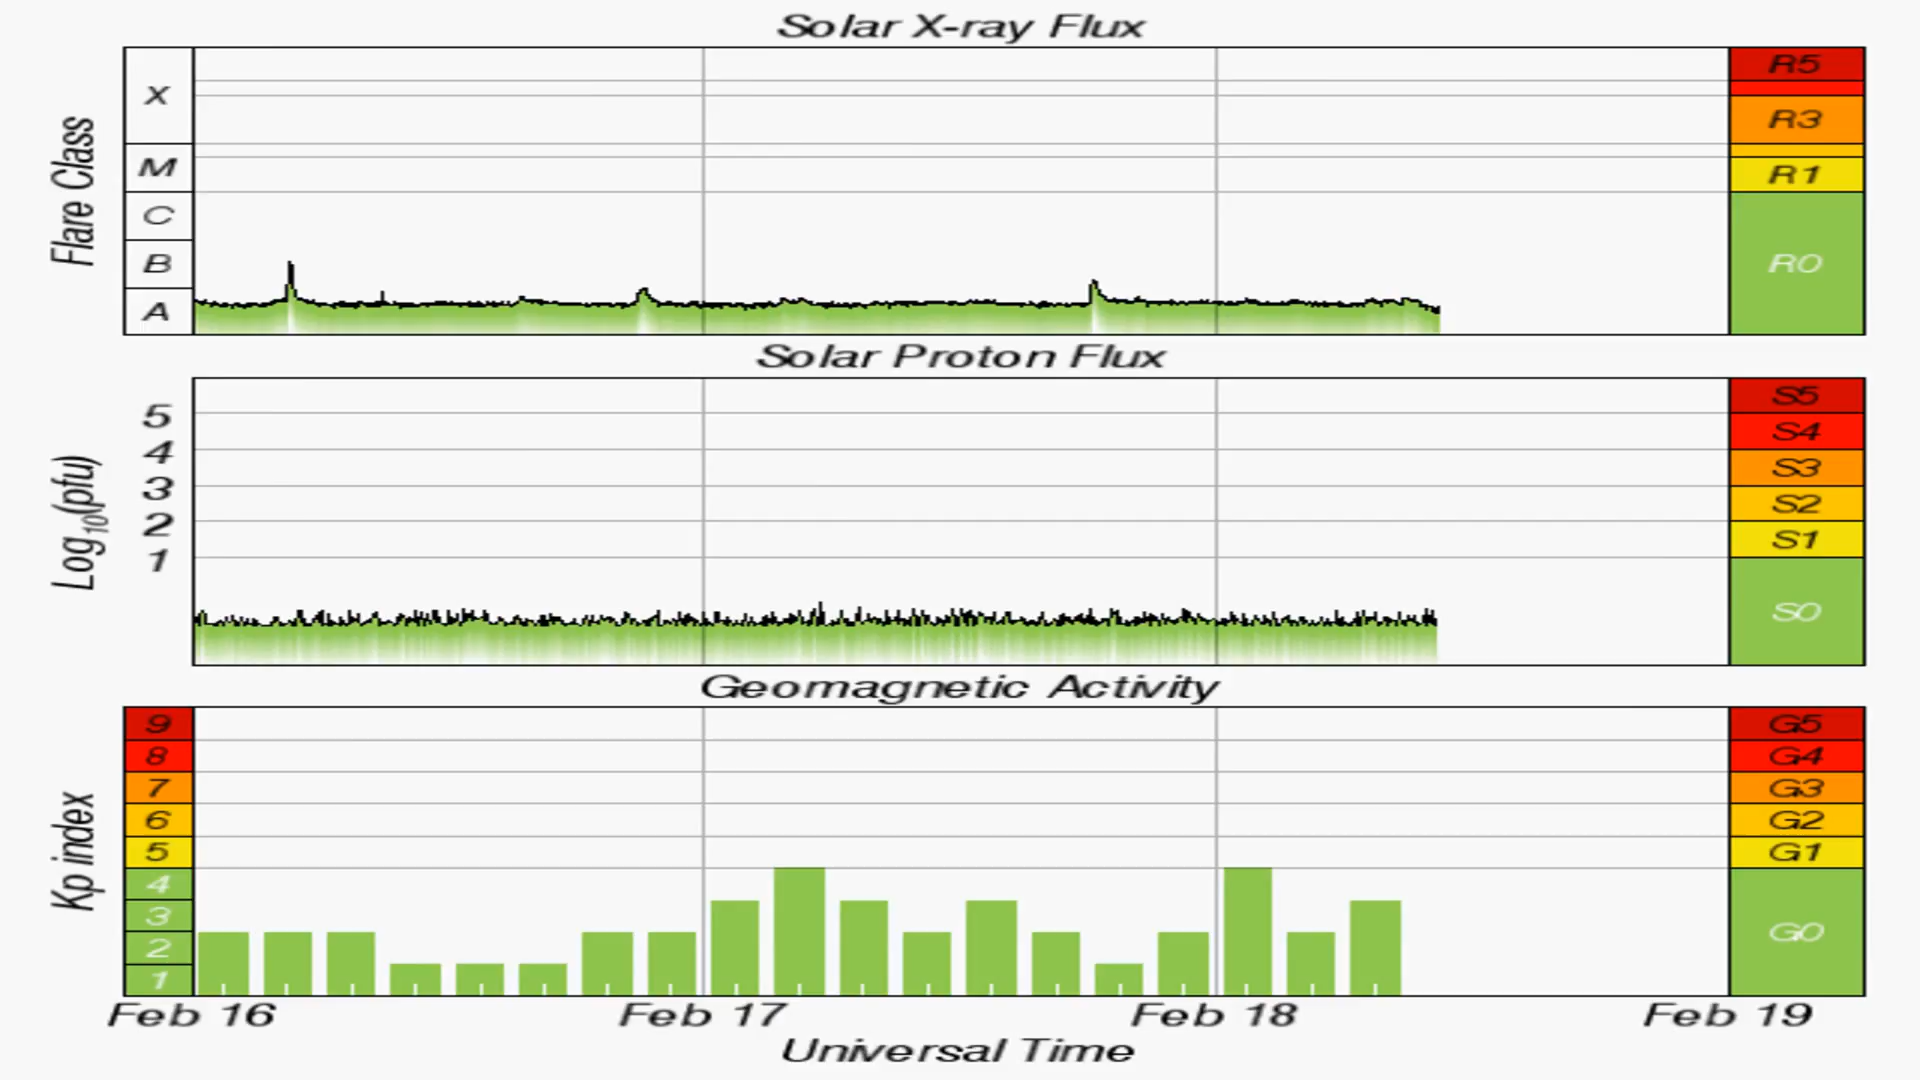 Solar X-ray Flux
Flare Class
X
M
C
B
A
R5
R3
R1
R0
Solar Proton Flux
Log10(pfu)
5
4
3
2
1
S5
S4
S3
S2
S1
S0
Geomagnetic Activity
Kp index
9
8
7
6
5
4
3
2
1
G5
G4
G3
G2
G1
G0
Feb 16 Feb 17 Feb 18 Feb 19
Universal Time